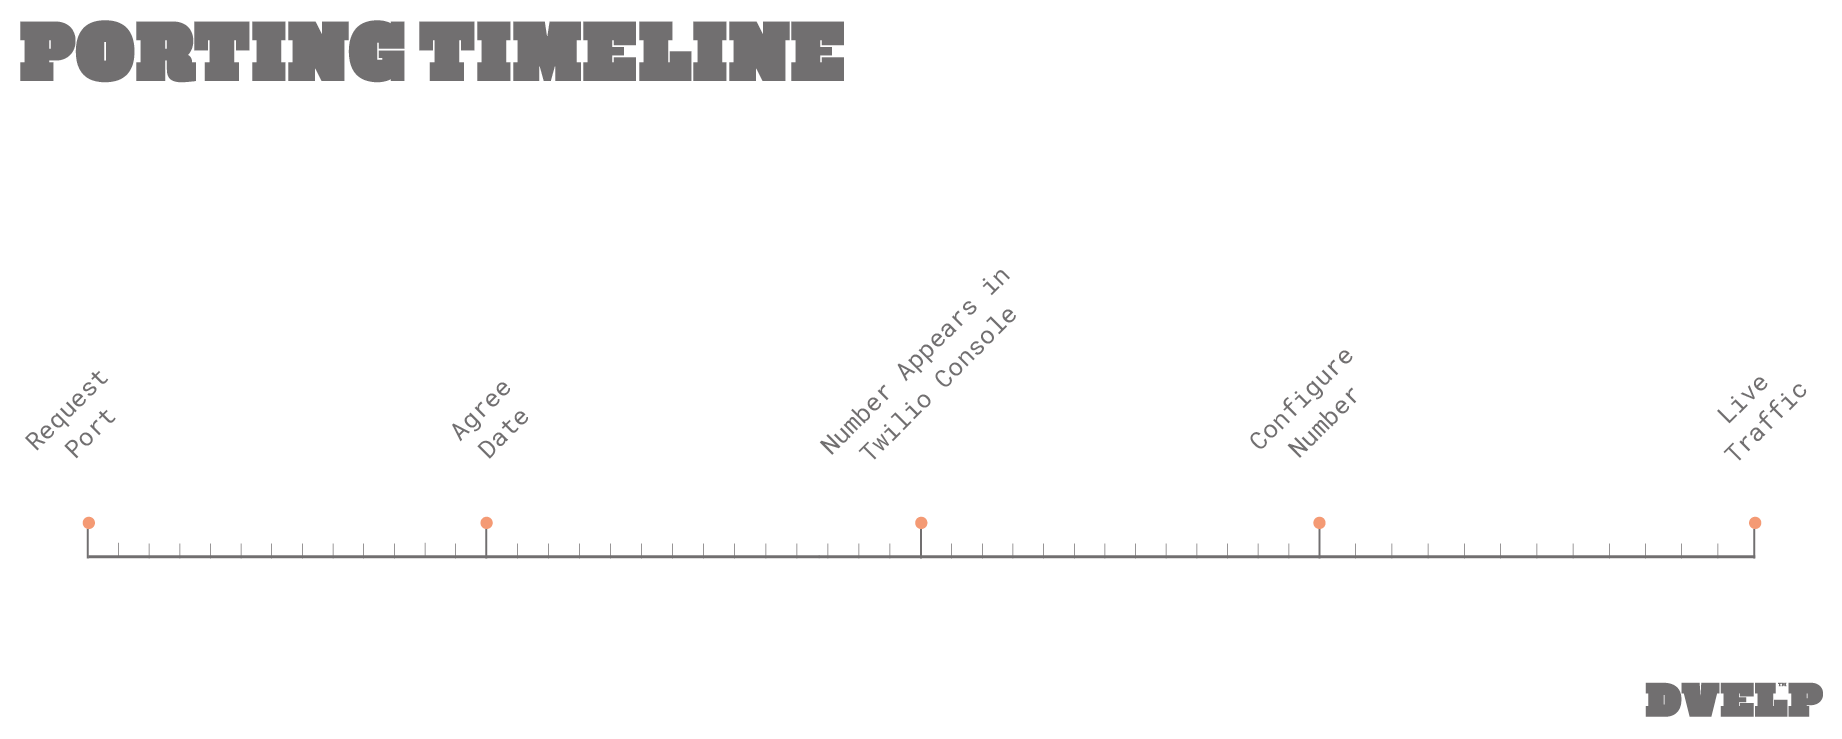 PORTING TIMELINE
Request
Port
Agree
Date
Number Appears in
Twilio Console
Configure
Number
Live
Traffic
DVELP™